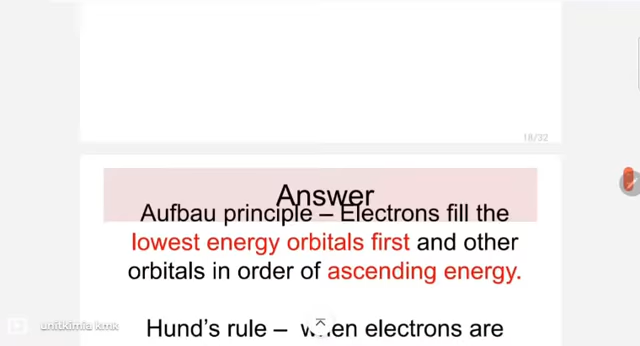 18/32
Answer
Aufbau principle – Electrons fill the
lowest energy orbitals first and other
orbitals in order of ascending energy.
Hund's rule – when electrons are
unitkimia kmk